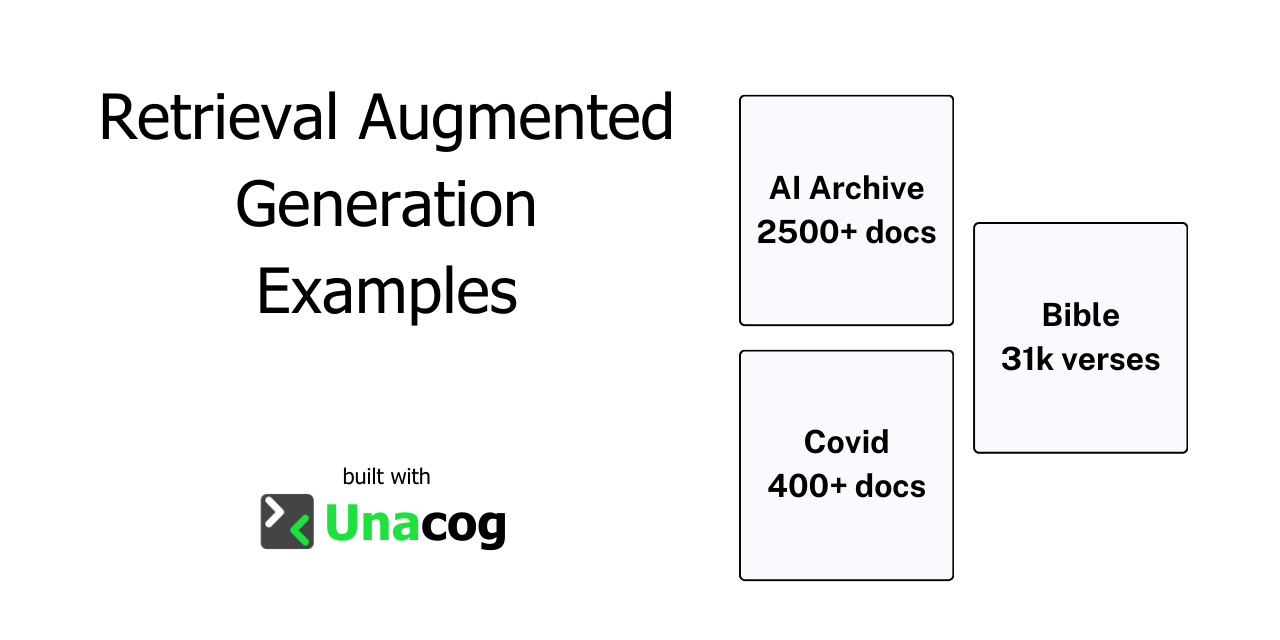 Retrieval Augmented
Generation
Examples
built with
Unacog
AI Archive
2500+ docs
Covid
400+ docs
Bible
31k verses